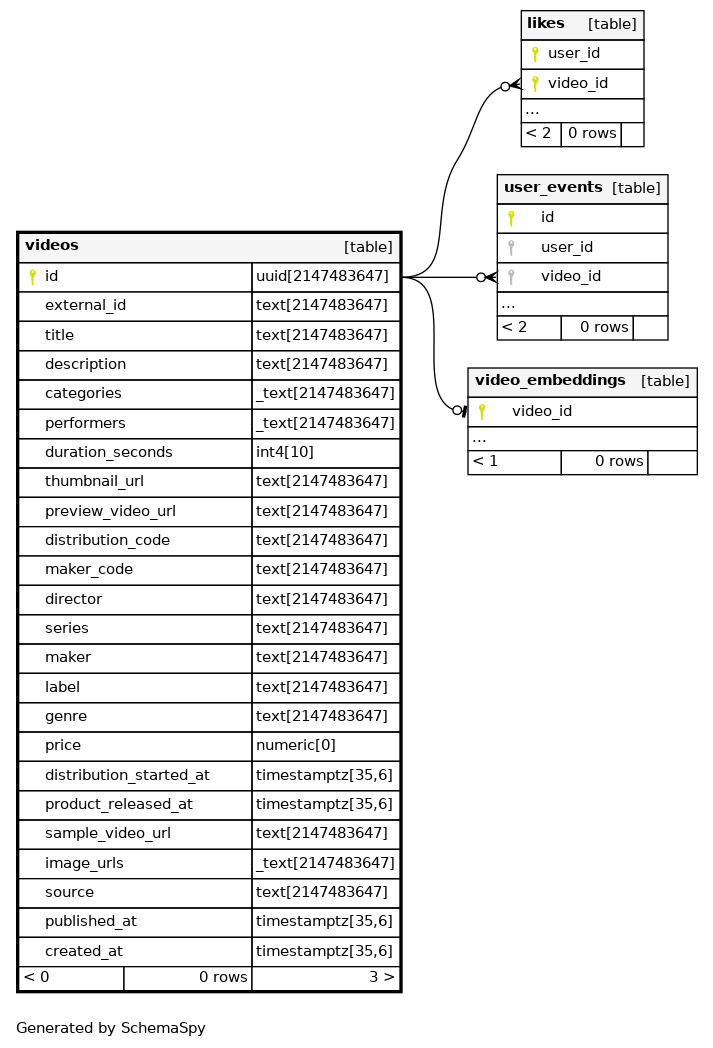 likes [table]
user_id
video_id
...
< 2 0 rows
user_events [table]
id
user_id
video_id
...
< 2 0 rows
video_embeddings [table]
video_id
...
< 1 0 rows
videos [table]
id uuid[2147483647]
external_id text[2147483647]
title text[2147483647]
description text[2147483647]
categories _text[2147483647]
performers _text[2147483647]
duration_seconds int4[10]
thumbnail_url text[2147483647]
preview_video_url text[2147483647]
distribution_code text[2147483647]
maker_code text[2147483647]
director text[2147483647]
series text[2147483647]
maker text[2147483647]
label text[2147483647]
genre text[2147483647]
price numeric[0]
distribution_started_at timestamptz[35,6]
product_released_at timestamptz[35,6]
sample_video_url text[2147483647]
image_urls _text[2147483647]
source text[2147483647]
published_at timestamptz[35,6]
created_at timestamptz[35,6]
< 0 0 rows 3 >
Generated by SchemaSpy